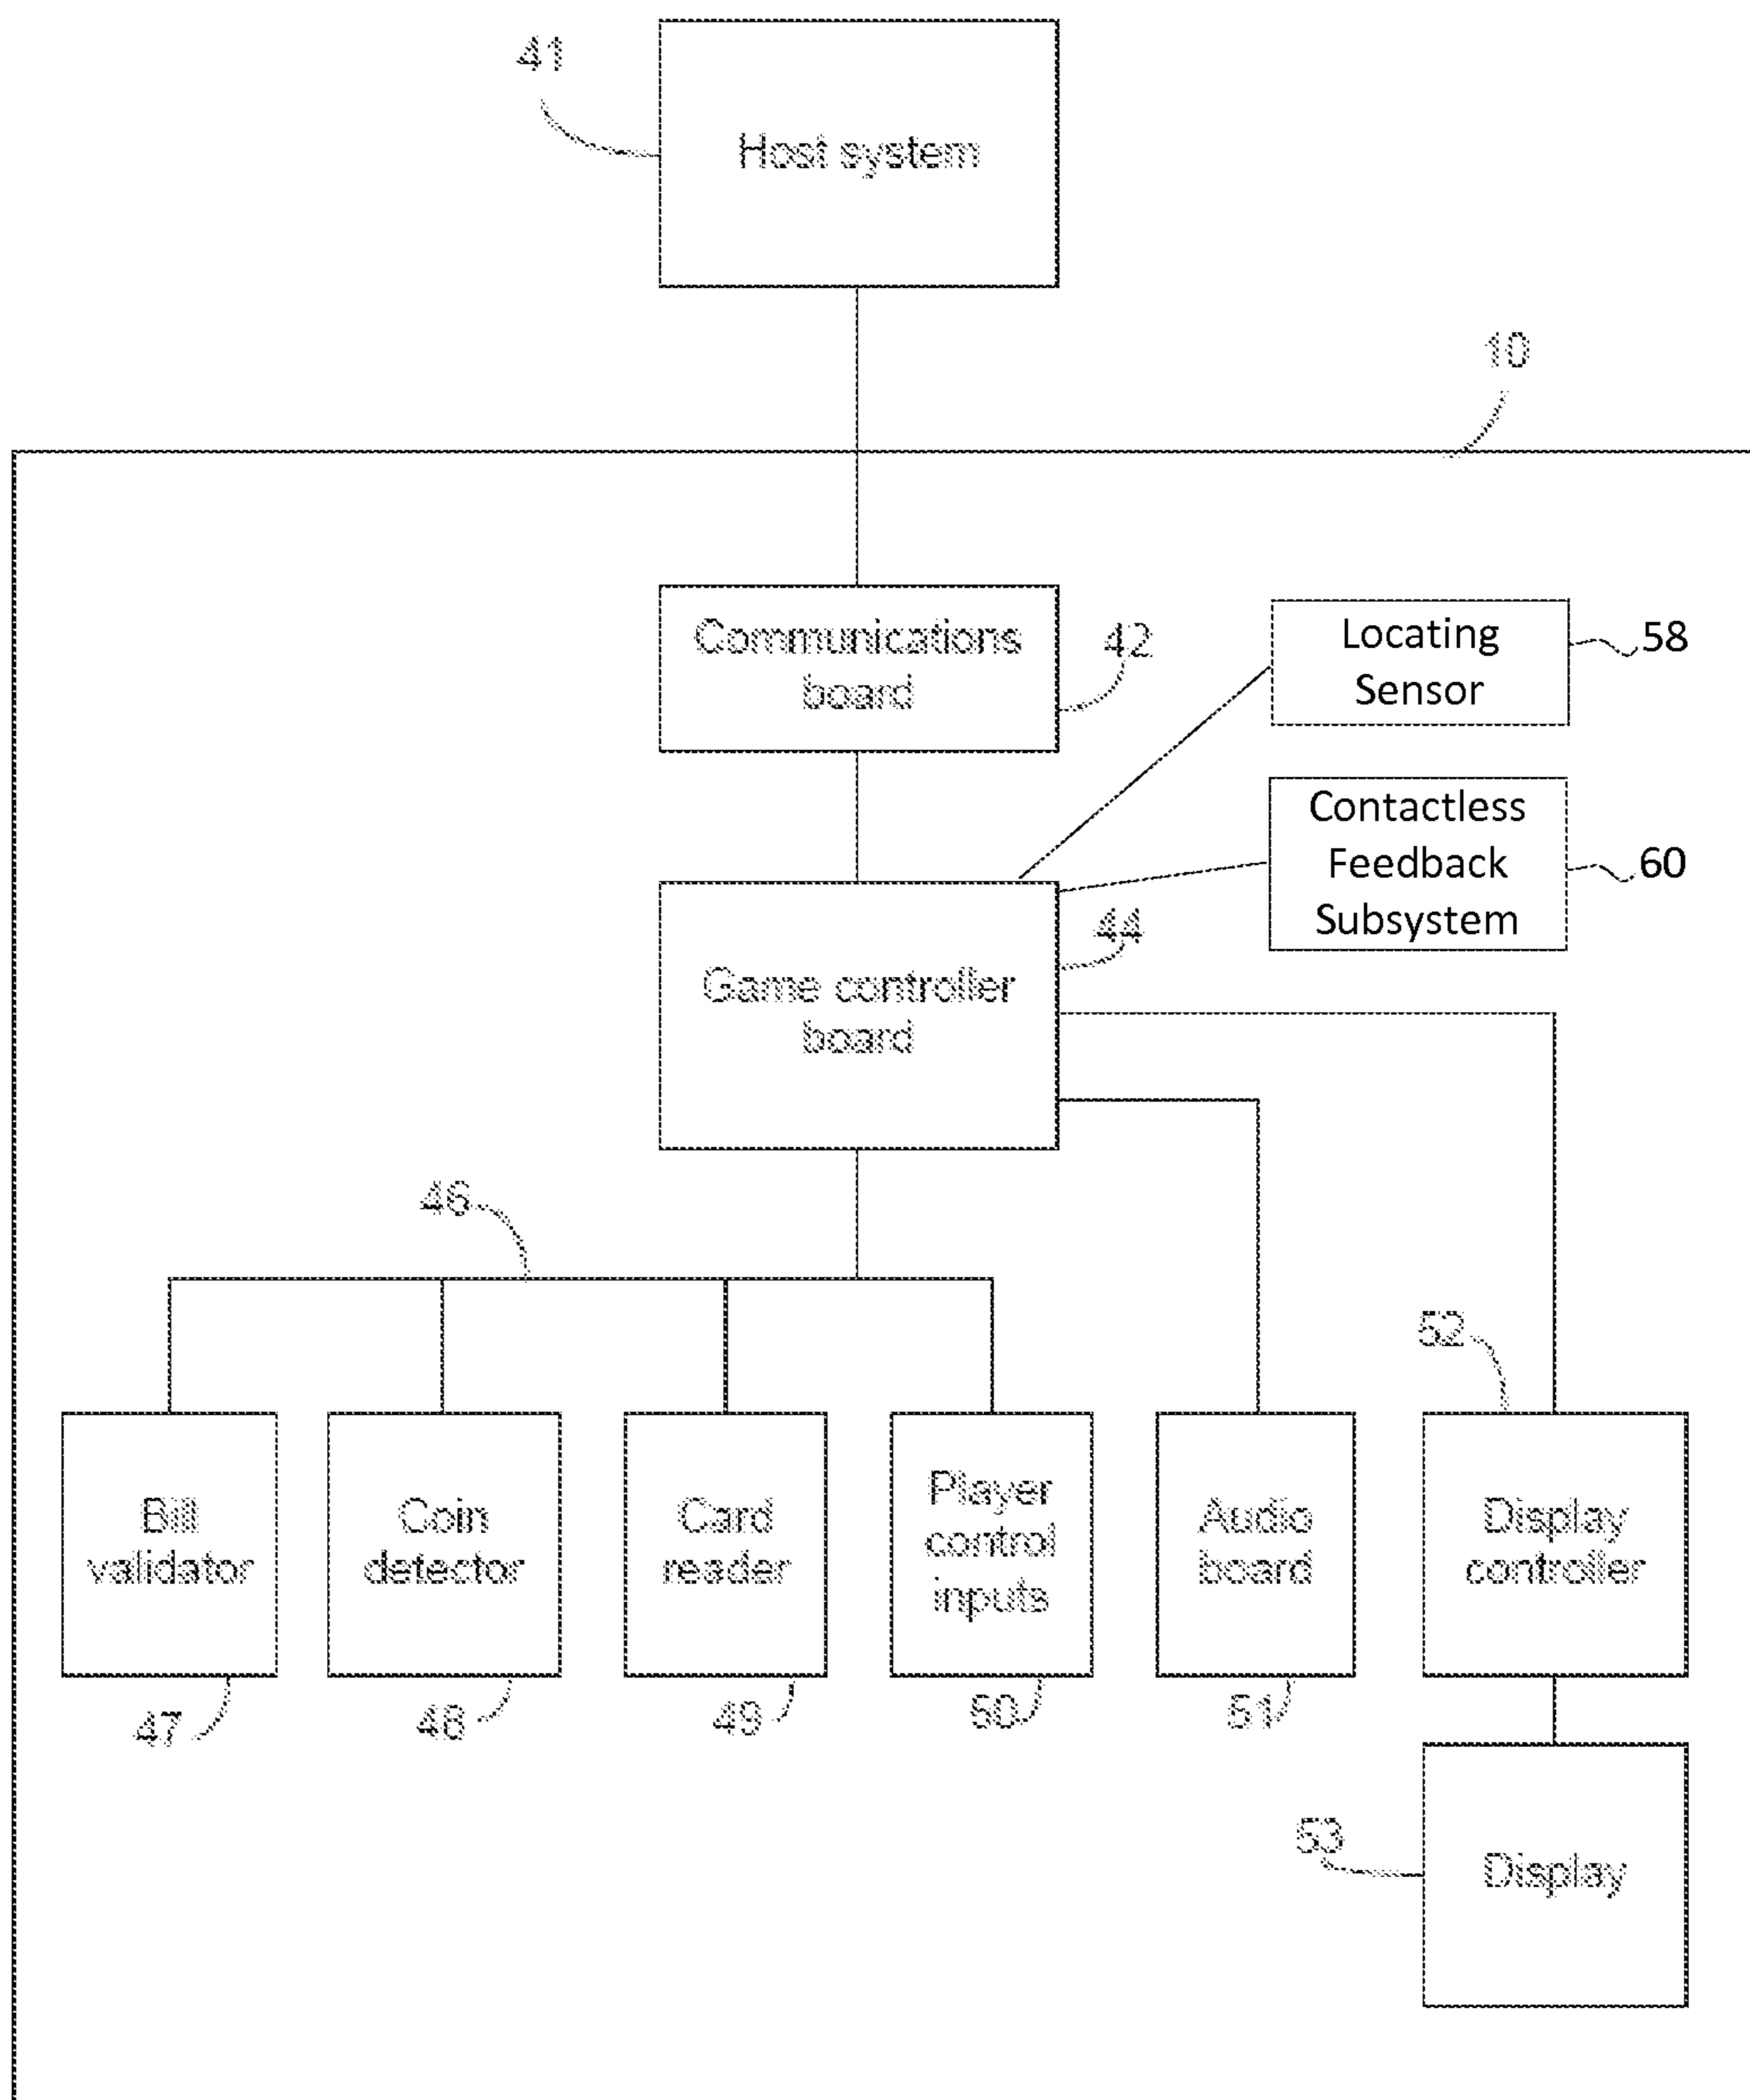 41
Host system
10
Communications
board
42
Locating
Sensor
58
Contactless
Feedback
Subsystem
60
44
Game controller
board
46
52
Bill
validator
Coin
detector
Card
reader
Player
control
inputs
Audio
board
Display
controller
47
48
49
50
51
53
Display